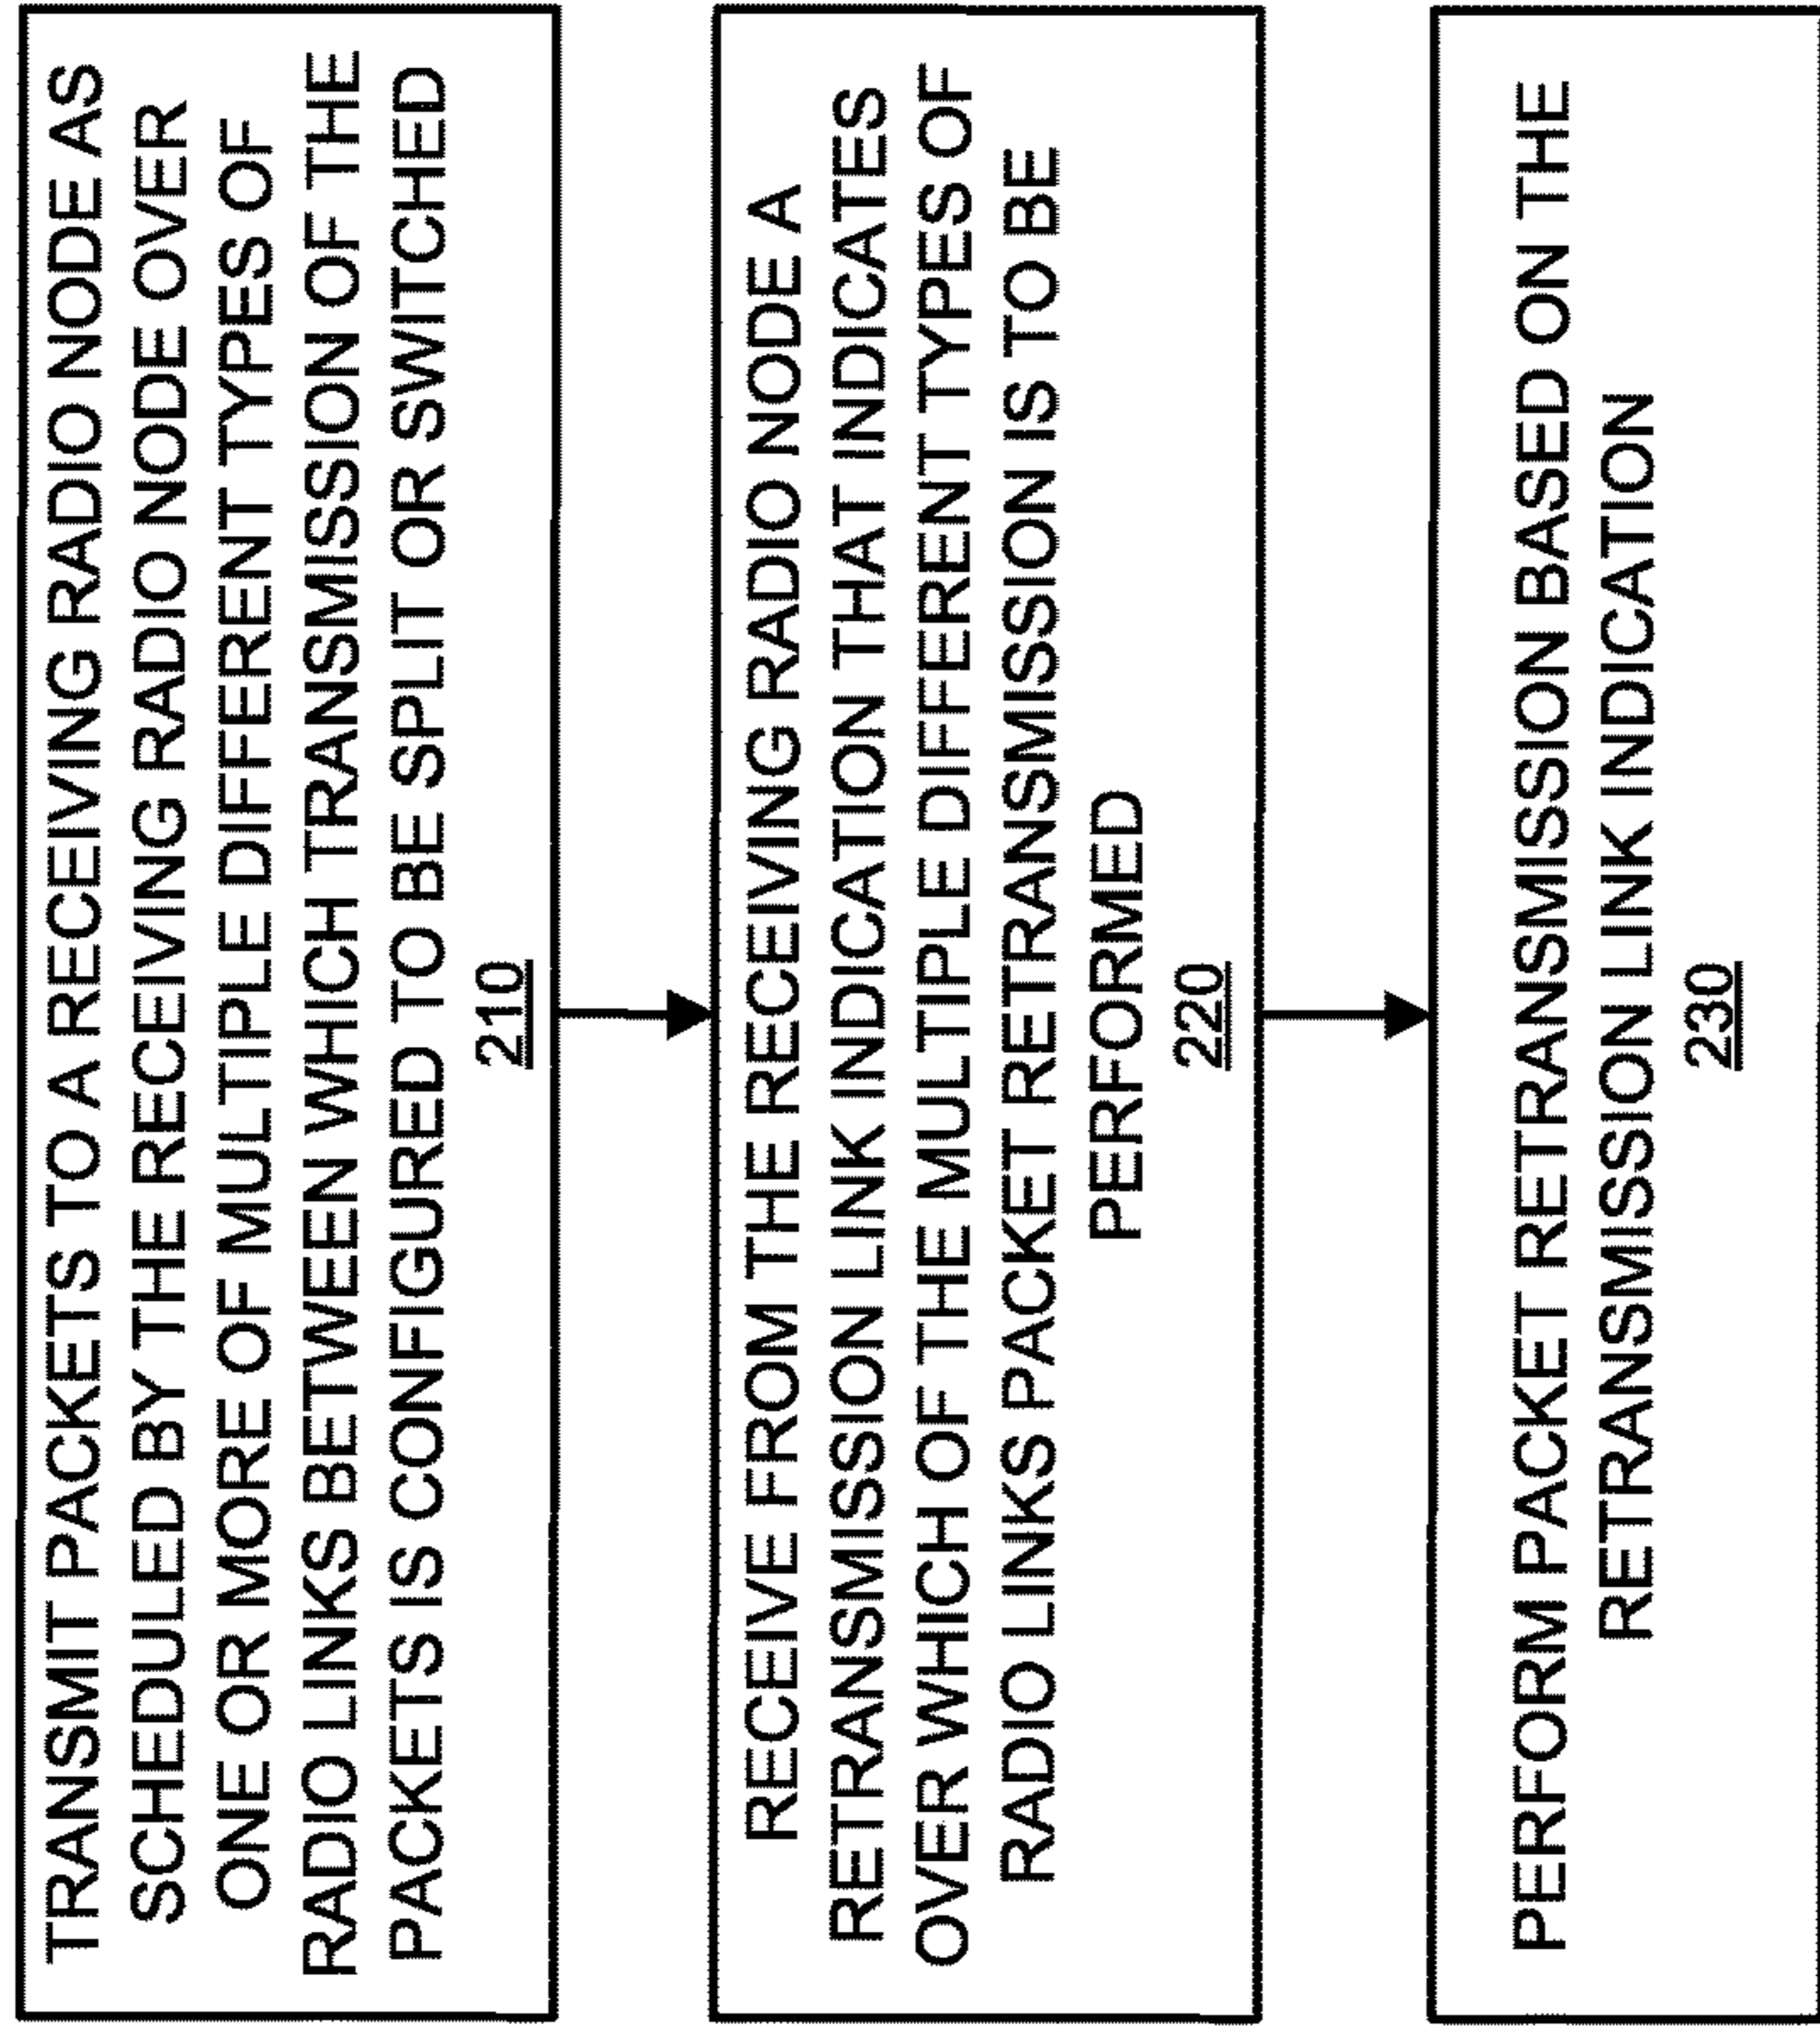 TRANSMIT PACKETS TO A RECEIVING RADIO NODE AS
SCHEDULED BY THE RECEIVING RADIO NODE OVER
ONE OR MORE OF MULTIPLE DIFFERENT TYPES OF
RADIO LINKS BETWEEN WHICH TRANSMISSION OF THE
PACKETS IS CONFIGURED TO BE SPLIT OR SWITCHED
210
RECEIVE FROM THE RECEIVING RADIO NODE A
RETRANSMISSION LINK INDICATION THAT INDICATES
OVER WHICH OF THE MULTIPLE DIFFERENT TYPES OF
RADIO LINKS PACKET RETRANSMISSION IS TO BE
PERFORMED
220
PERFORM PACKET RETRANSMISSION BASED ON THE
RETRANSMISSION LINK INDICATION
230